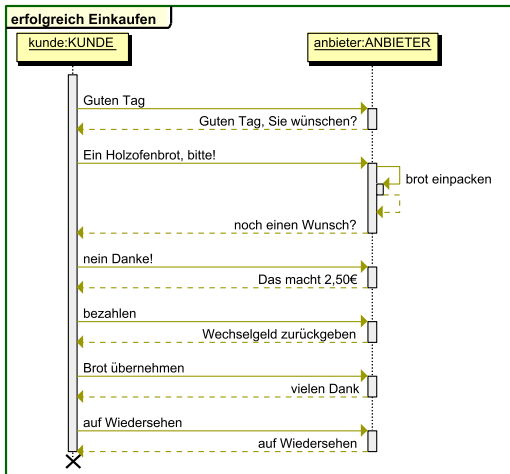 erfolgreich Einkaufen
kunde:KUNDE
anbieter:ANBIETER
Guten Tag
Guten Tag, Sie wünschen?
Ein Holzofenbrot, bitte!
brot einpacken
noch einen Wunsch?
nein Danke!
Das macht 2,50€
bezahlen
Wechselgeld zurückgeben
Brot übernehmen
vielen Dank
auf Wiedersehen
auf Wiedersehen